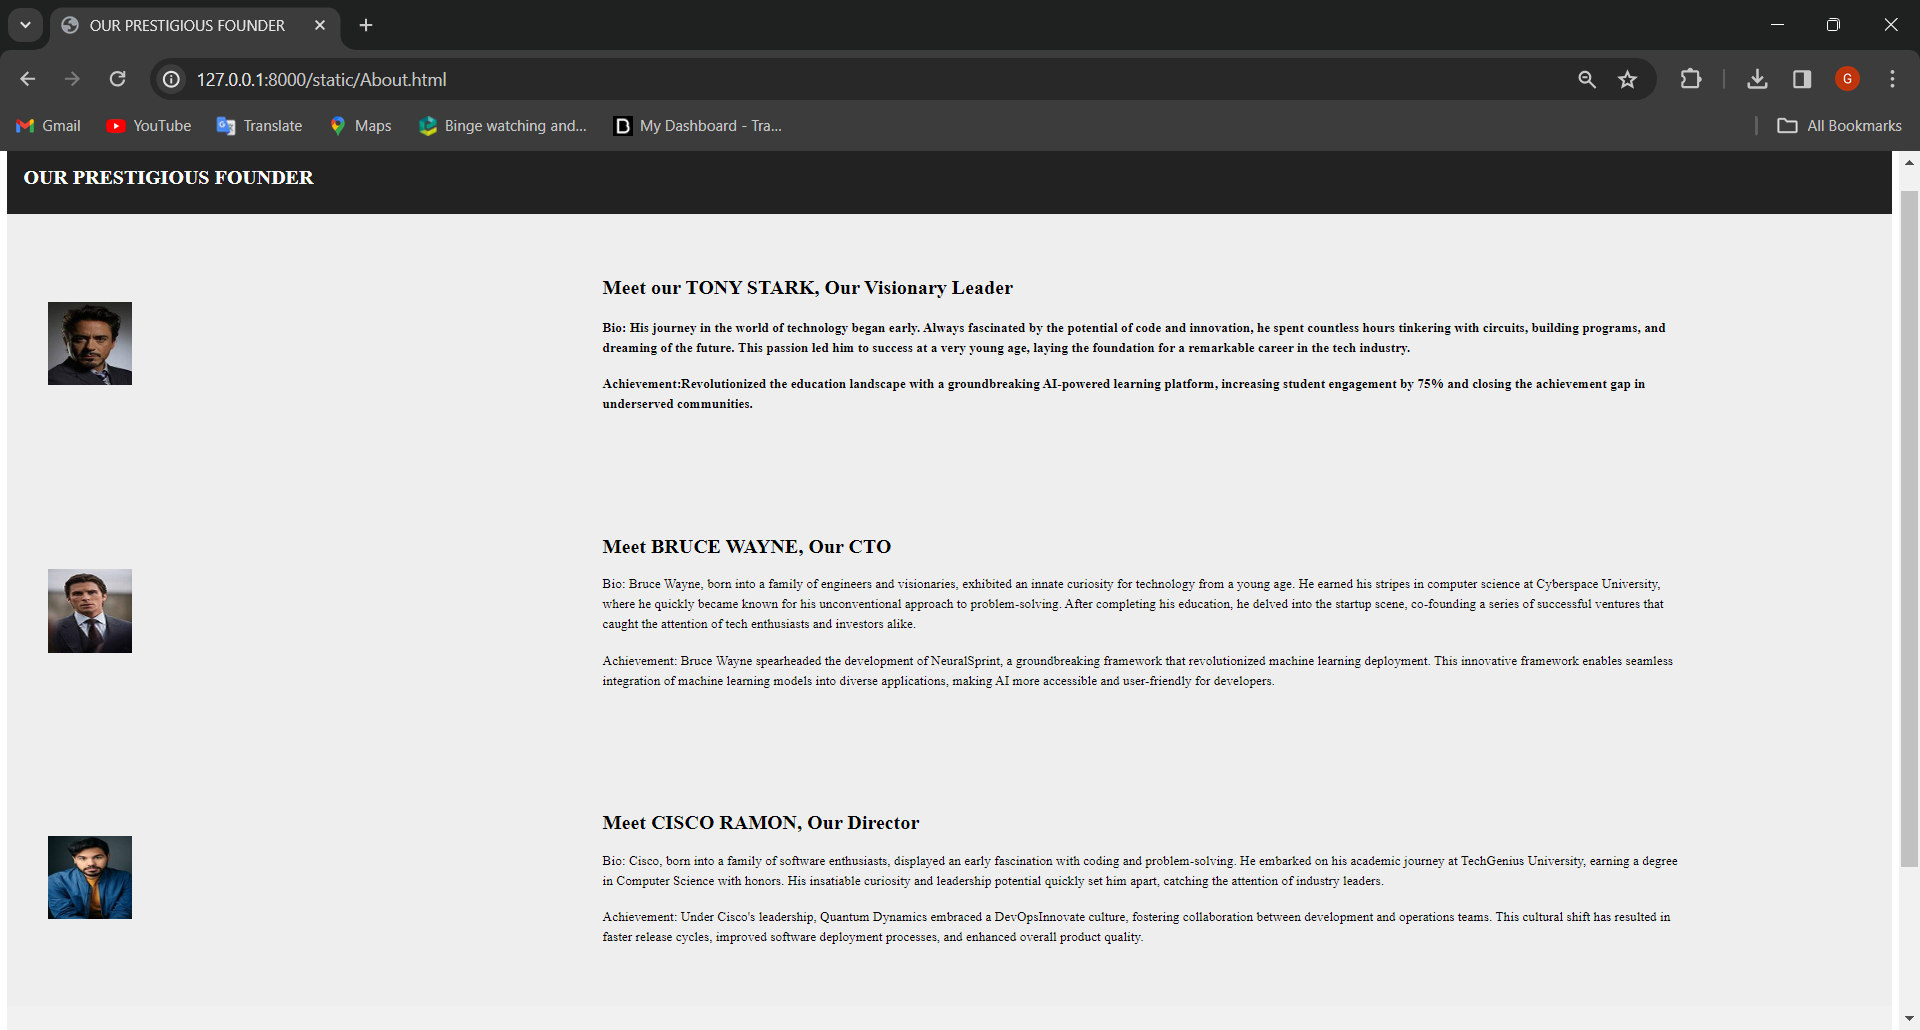 OUR PRESTIGIOUS FOUNDER
127.0.0.1:8000/static/About.html
G
Gmail
YouTube
Translate
Maps
Binge watching and...
My Dashboard - Tra...
All Bookmarks
OUR PRESTIGIOUS FOUNDER
Meet our TONY STARK, Our Visionary Leader
Bio: His journey in the world of technology began early. Always fascinated by the potential of code and innovation, he spent countless hours tinkering with circuits, building programs, and
dreaming of the future. This passion led him to success at a very young age, laying the foundation for a remarkable career in the tech industry.
Achievement:Revolutionized the education landscape with a groundbreaking AI-powered learning platform, increasing student engagement by 75% and closing the achievement gap in
underserved communities.
Meet BRUCE WAYNE, Our CTO
Bio: Bruce Wayne, born into a family of engineers and visionaries, exhibited an innate curiosity for technology from a young age. He earned his stripes in computer science at Cyberspace University,
where he quickly became known for his unconventional approach to problem-solving. After completing his education, he delved into the startup scene, co-founding a series of successful ventures that
caught the attention of tech enthusiasts and investors alike.
Achievement: Bruce Wayne spearheaded the development of NeuralSprint, a groundbreaking framework that revolutionized machine learning deployment. This innovative framework enables seamless
integration of machine learning models into diverse applications, making AI more accessible and user-friendly for developers.
Meet CISCO RAMON, Our Director
Bio: Cisco, born into a family of software enthusiasts, displayed an early fascination with coding and problem-solving. He embarked on his academic journey at TechGenius University, earning a degree
in Computer Science with honors. His insatiable curiosity and leadership potential quickly set him apart, catching the attention of industry leaders.
Achievement: Under Cisco's leadership, Quantum Dynamics embraced a DevOpsInnovate culture, fostering collaboration between development and operations teams. This cultural shift has resulted in
faster release cycles, improved software deployment processes, and enhanced overall product quality.